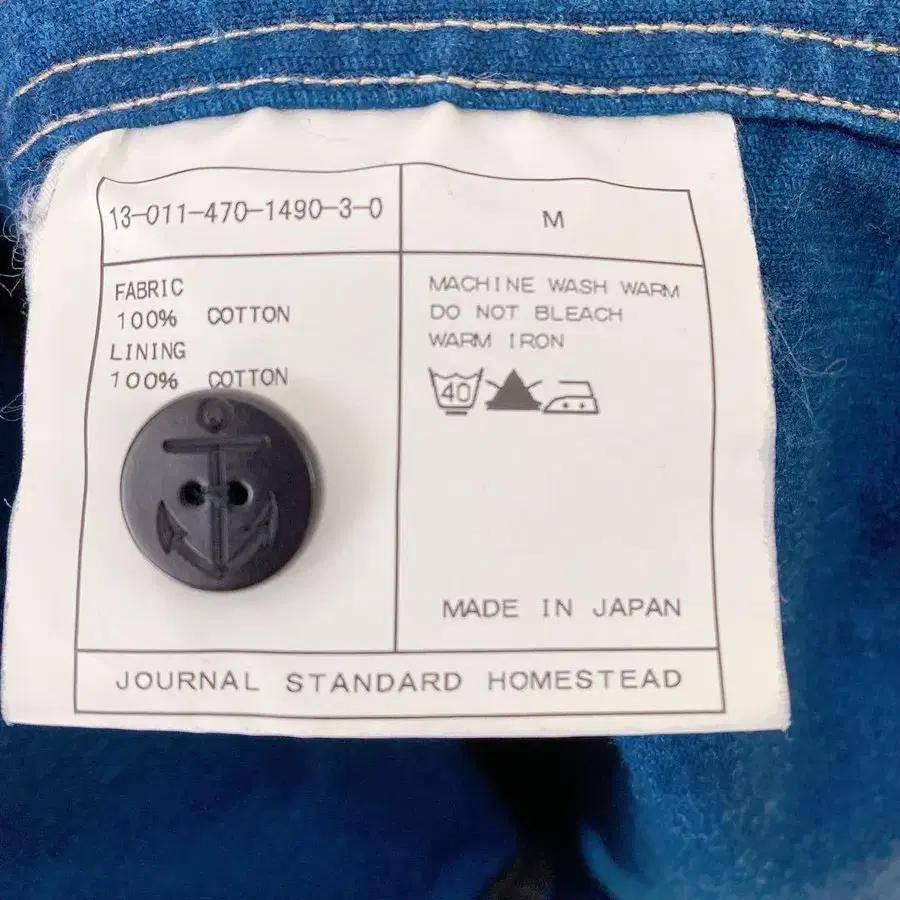 13-011-470-1490-3-0
M
FABRIC
100% COTTON
LINING
100% COTTON
MACHINE WASH WARM
DO NOT BLEACH
WARM IRON
40
MADE IN JAPAN
JOURNAL STANDARD HOMESTEAD